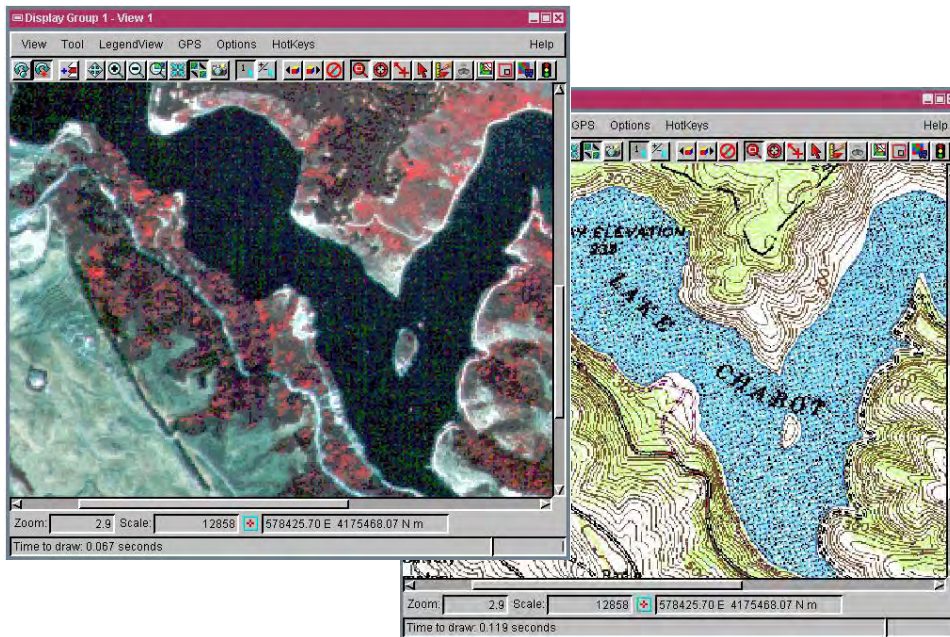 Display Group 1 - View 1
View Tool LegendView GPS Options HotKeys Help
GPS Options HotKeys Help
ELEVATION
LAKE
CHABOT
Zoom: 2.9 Scale: 12858 578425.70 E 4175468.07 N m
Time to draw: 0.067 seconds
Zoom: 2.9 Scale: 12858 578425.70 E 4175468.07 N m
Time to draw: 0.119 seconds